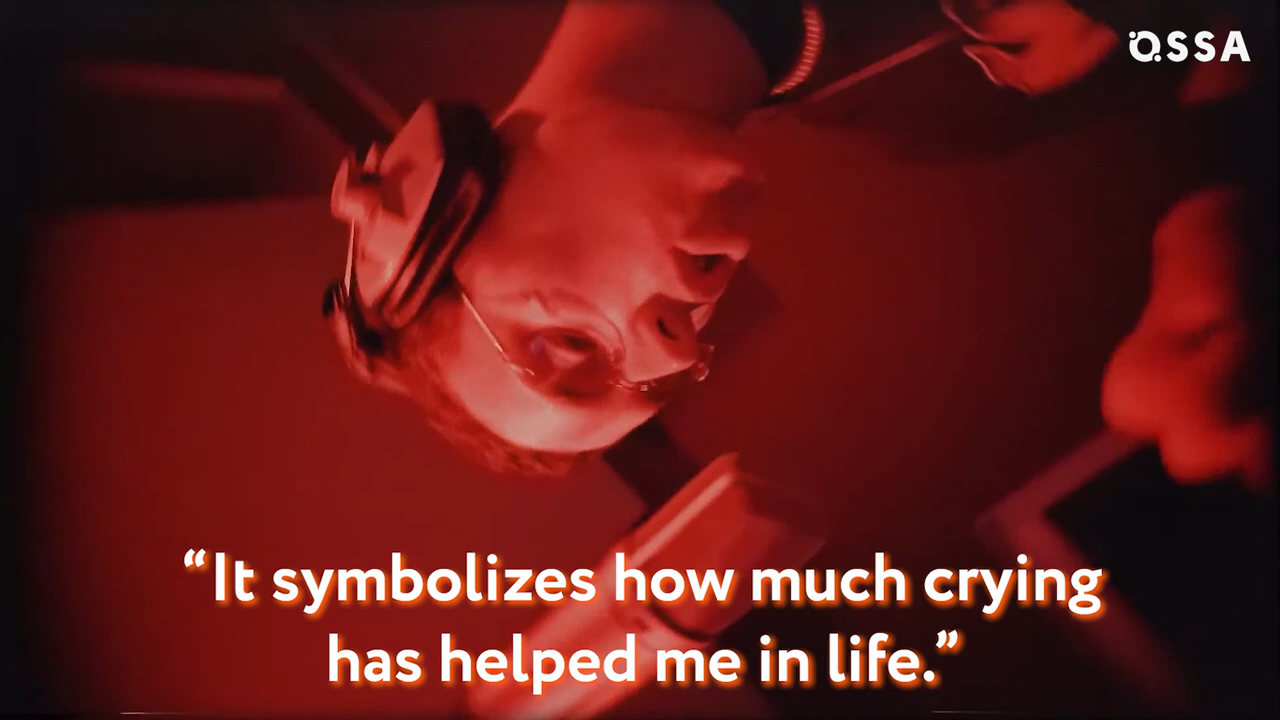 OSSA
“It symbolizes how much crying
has helped me in life.”